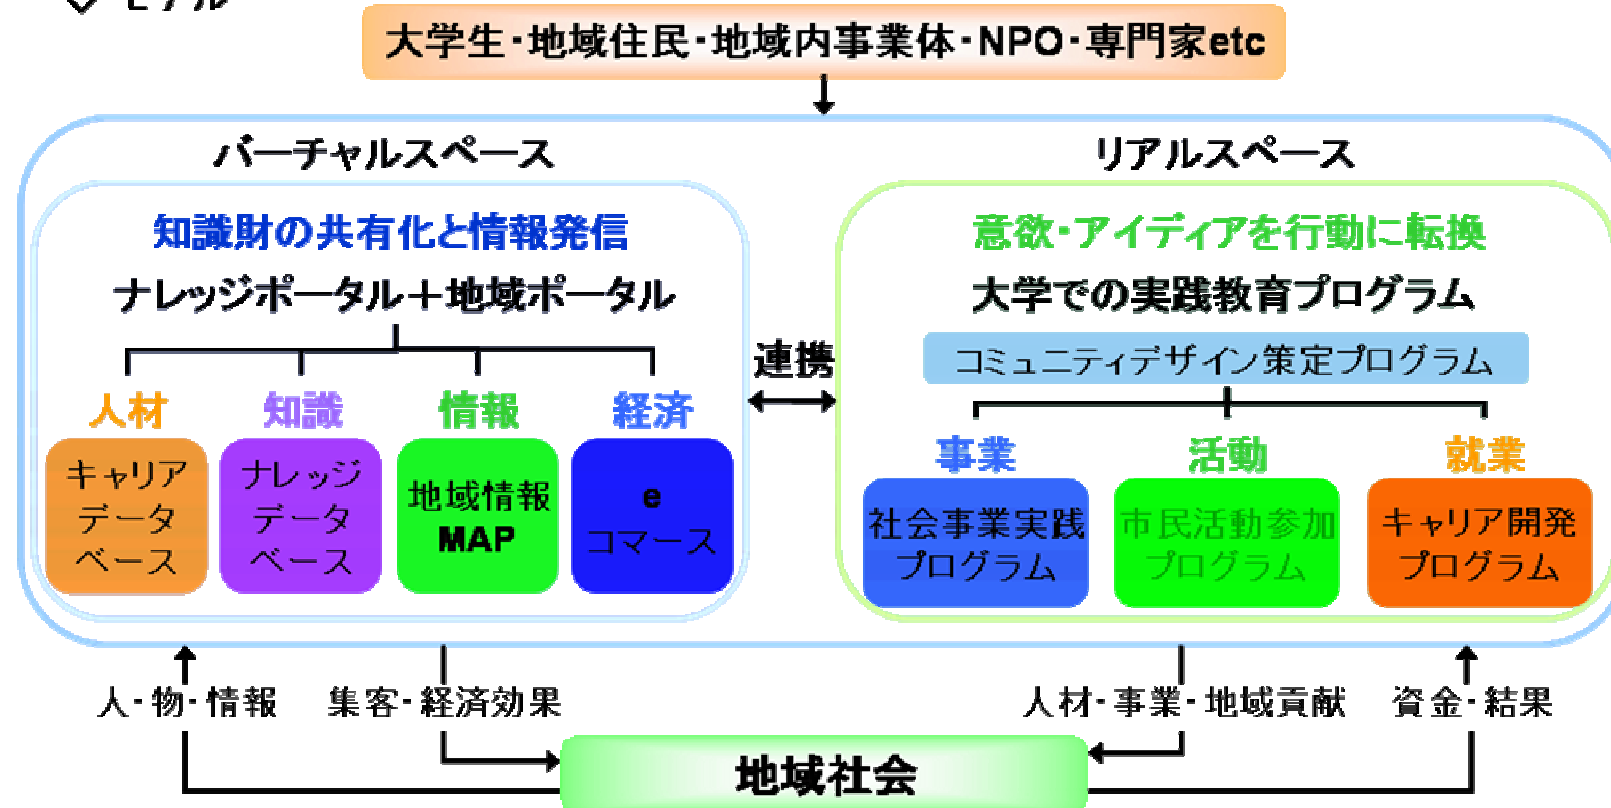 大学生・地域住民・地域内事業体・NPO・専門家etc
バーチャルスペース
知識財の共有化と情報発信
ナレッジポータル＋地域ポータル
人材
知識
情報
経済
キャリア
データ
ベース
ナレッジ
データ
ベース
地域情報
MAP
e
コマース
連携
リアルスペース
意欲・アイディアを行動に転換
大学での実践教育プログラム
コミュニティデザイン策定プログラム
事業
活動
就業
社会事業実践
プログラム
市民活動参加
プログラム
キャリア開発
プログラム
人・物・情報
集客・経済効果
人材・事業・地域貢献
資金・結果
地域社会